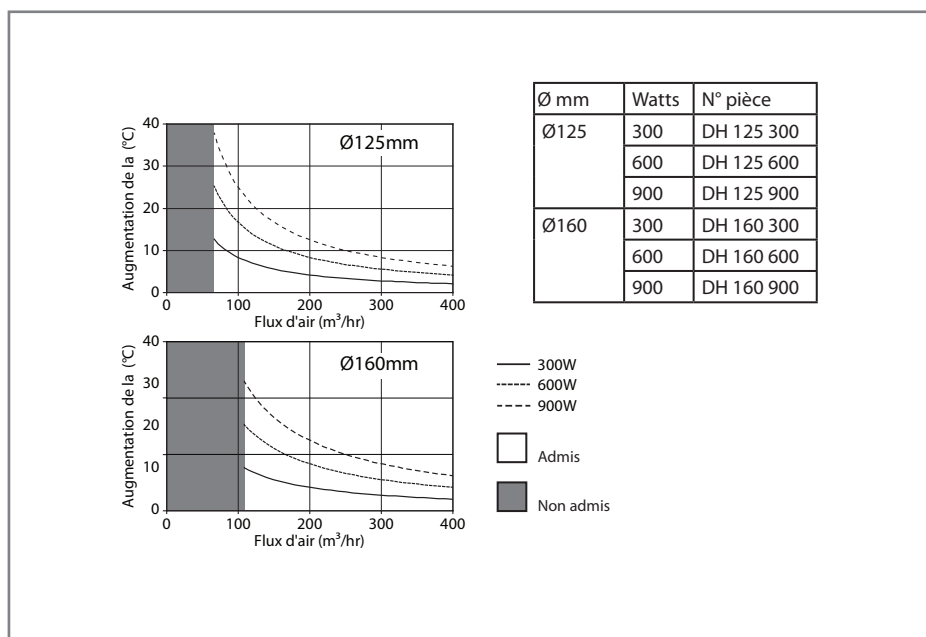 40
30
20
10
0
Augmentation de la (°C)
Ø125mm
0 100 200 300 400
Flux d'air (m³/hr)
40
30
20
10
0
Augmentation de la (°C)
Ø160mm
0 100 200 300 400
Flux d'air (m³/hr)
Ø mm Watts N° pièce
Ø125 300 DH 125 300
600 DH 125 600
900 DH 125 900
Ø160 300 DH 160 300
600 DH 160 600
900 DH 160 900
300W
600W
900W
Admis
Non admis